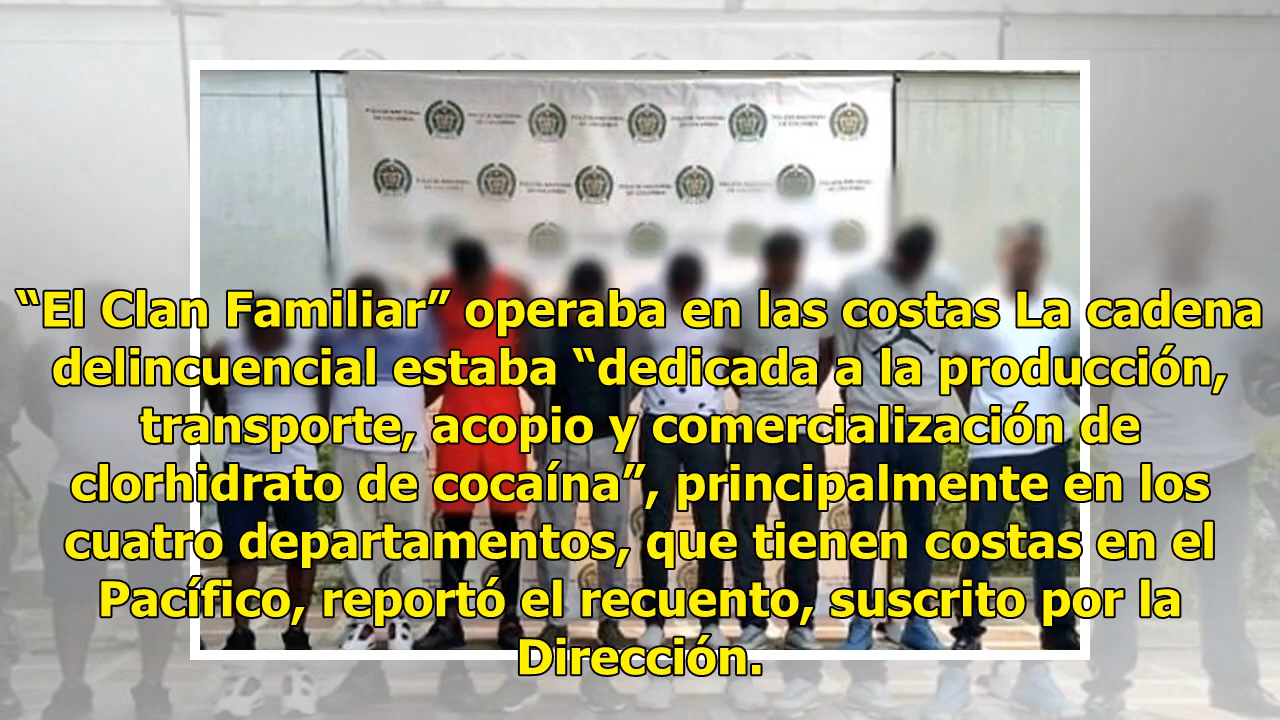 “El Clan Familiar” operaba en las costas La cadena
delincuencial estaba “dedicada a la producción,
transporte, acopio y comercialización de
clorhidrato de cocaína”, principalmente en los
cuatro departamentos, que tienen costas en el
Pacífico, reportó el recuento, suscrito por la
Dirección.